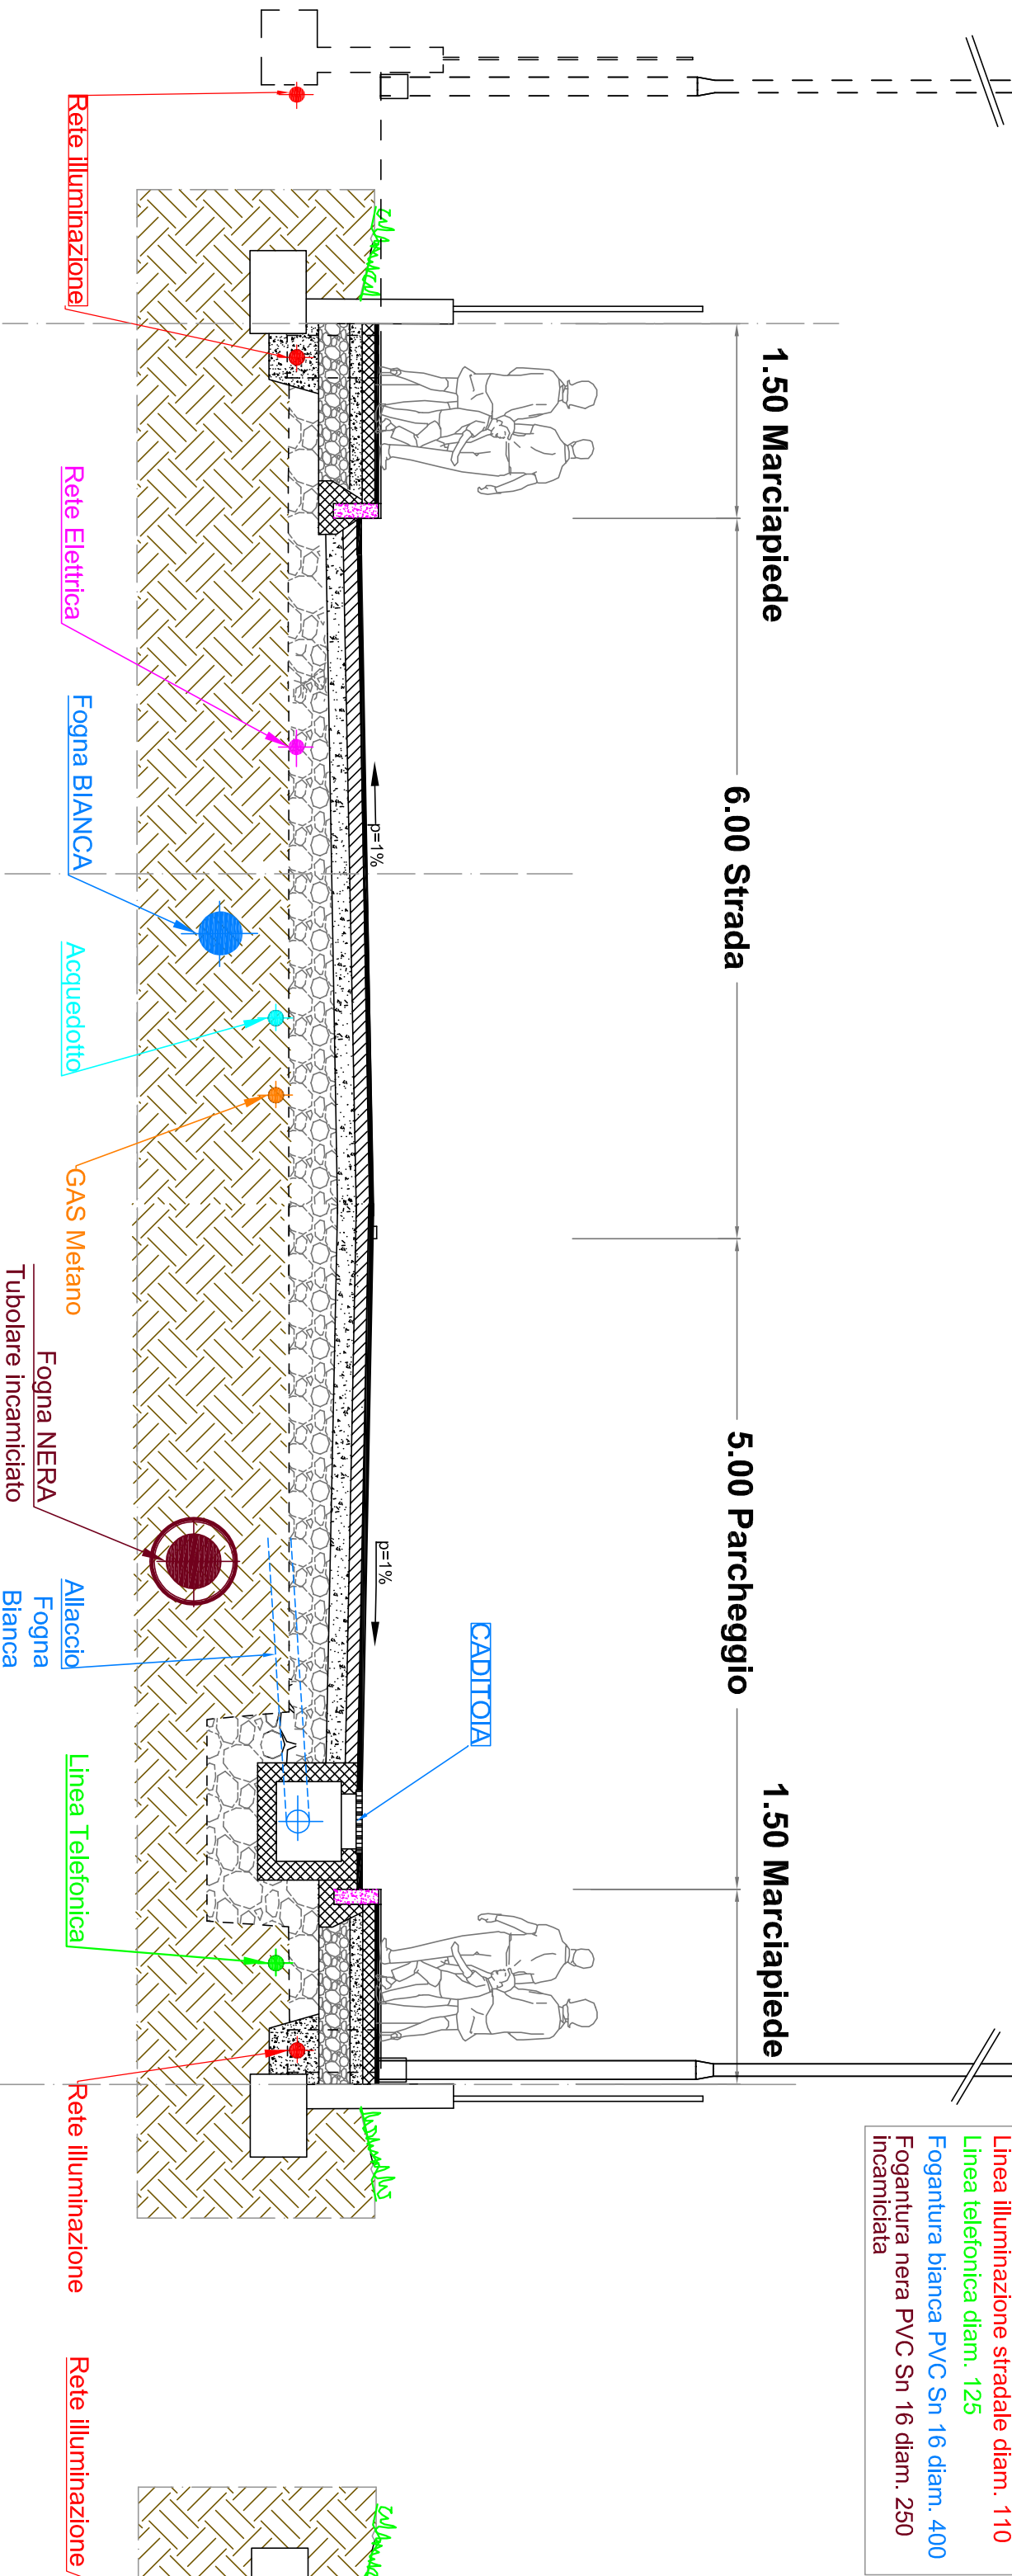 1.50 Marciapiede
6.00 Strada
5.00 Parcheggio
1.50 Marciapiede
Linea illuminazione stradale diam. 110
Linea telefonica diam. 125
Fogantura bianca PVC Sn 16 diam. 400
Fogantura nera PVC Sn 16 diam. 250
incamiciata
CADITOIA
p=1%
p=1%
Rete illuminazione
Rete Elettrica
Fogna BIANCA
Acquedotto
GAS Metano
Fogna NERA
Tubolare incamiciato
Allaccio
Fogna
Bianca
Linea Telefonica
Rete illuminazione
Rete illuminazione